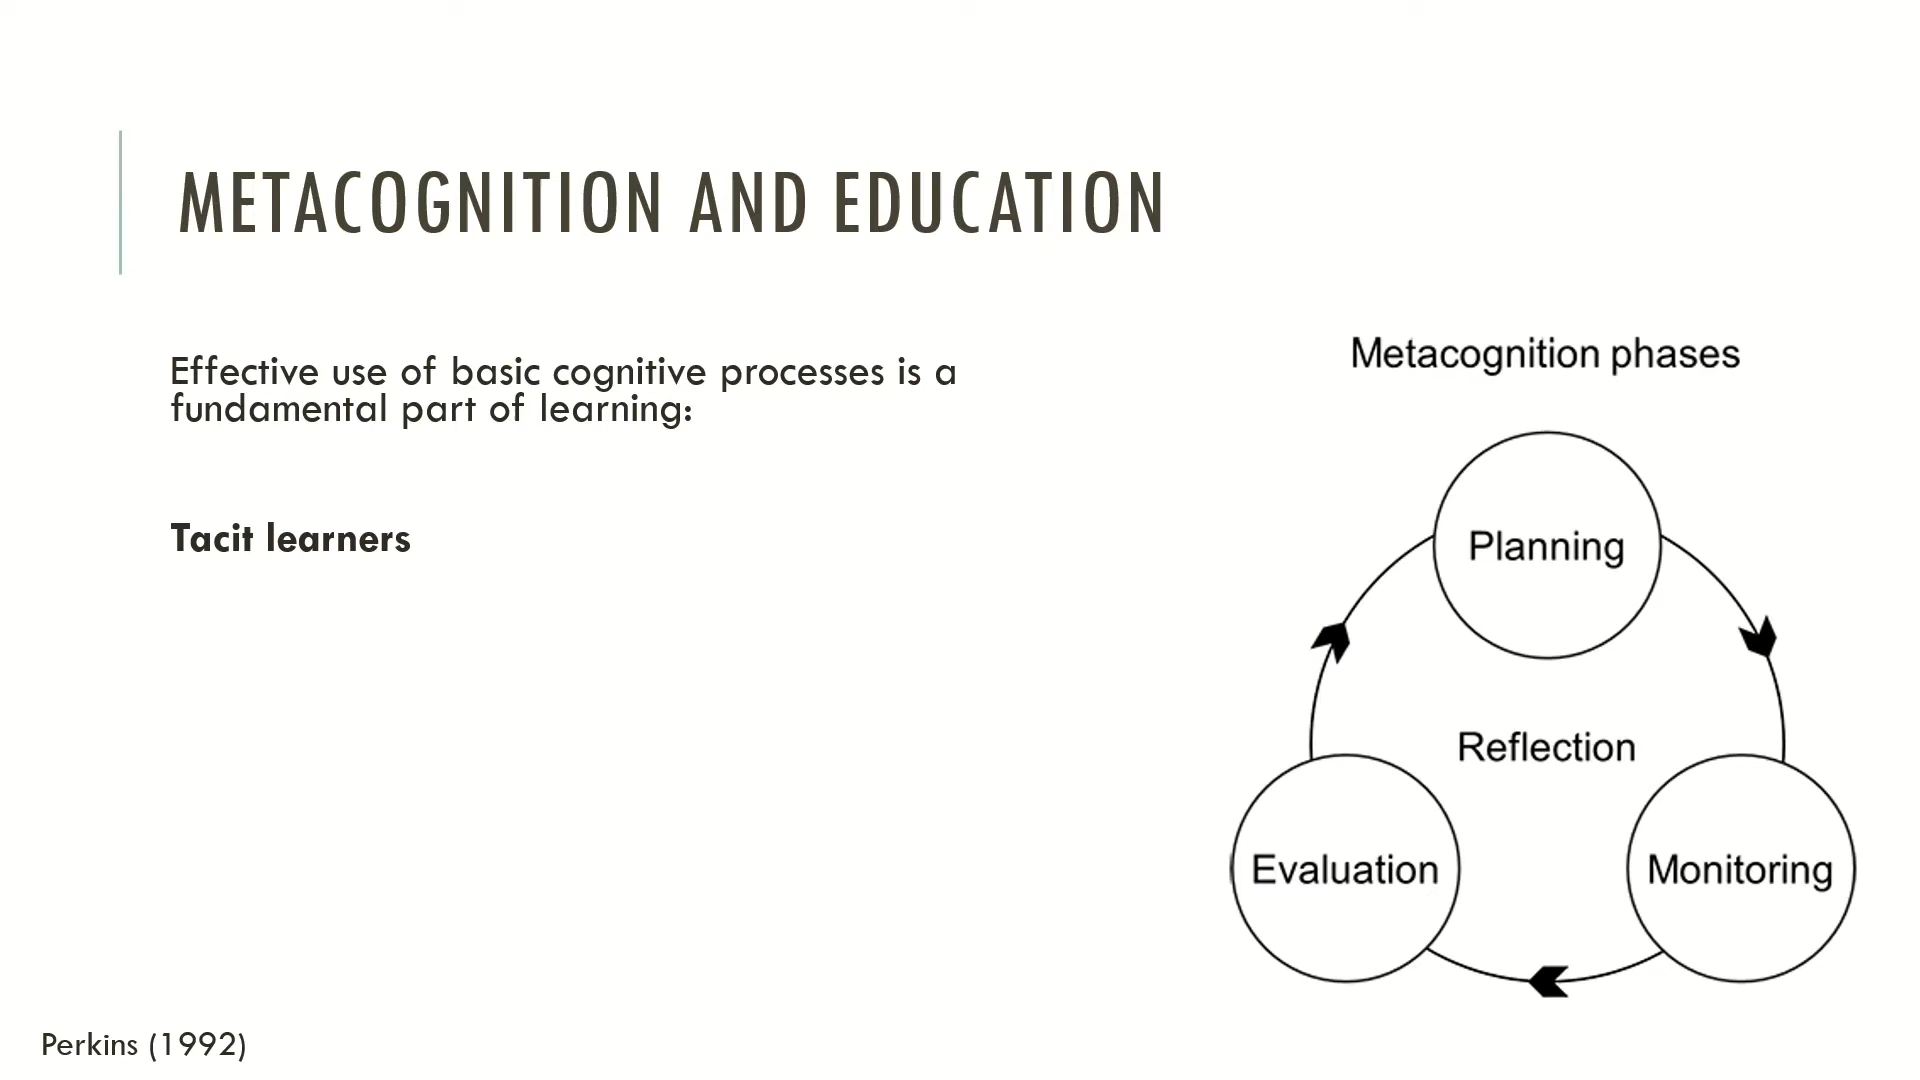 METACOGNITION AND EDUCATION
Effective use of basic cognitive processes is a
fundamental part of learning:
Tacit learners
Metacognition phases
Planning
Reflection
Evaluation
Monitoring
Perkins (1992)